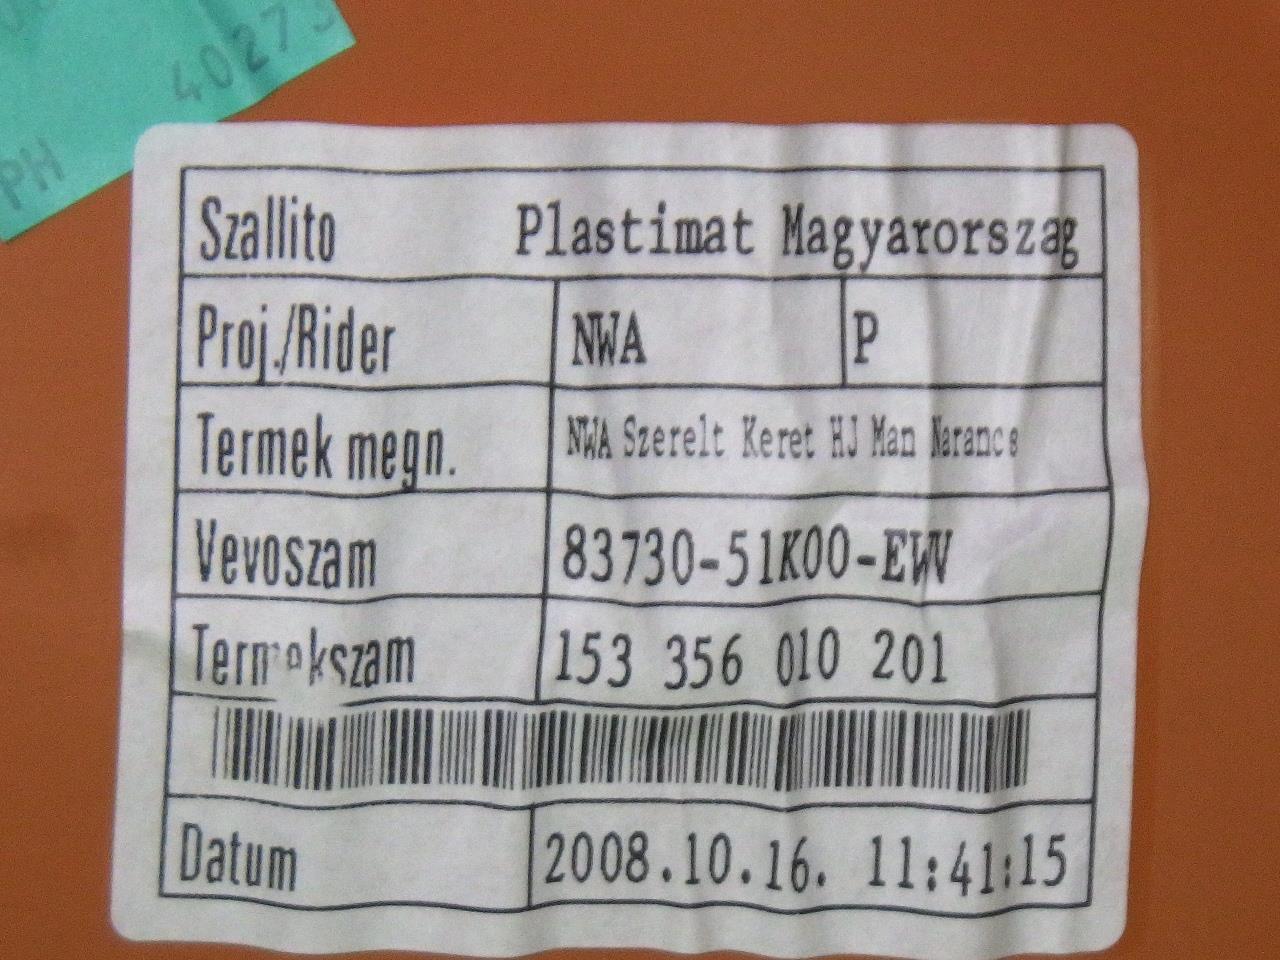 4027
PH
Szallito Plastimat Magyarorszag
Proj./Rider NWA P
Termek megn. NWA Szerelt Keret HJ Man Narancs
Vevoszam 83730-51K00-EWV
Termekszam 153 356 010 201
Datum 2008.10.16. 11:41:15